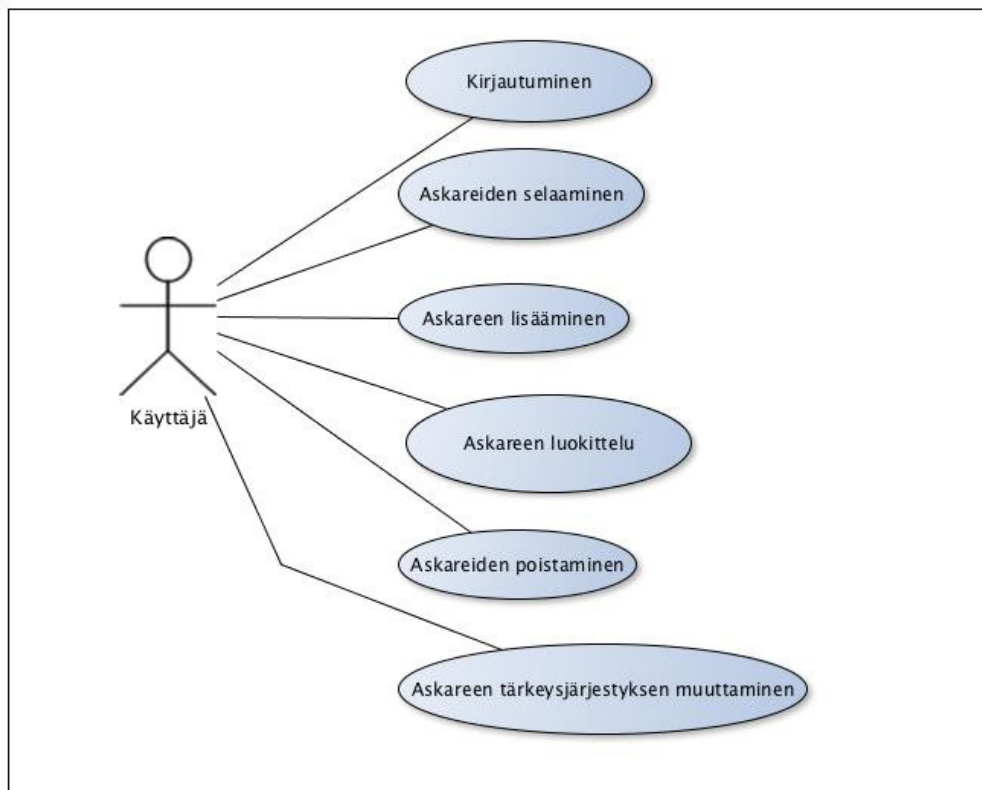 Kirjautuminen
Askareiden selaaminen
Askareen lisääminen
Käyttäjä
Askareen luokittelu
Askareiden poistaminen
Askareen tärkeysjärjestyksen muuttaminen